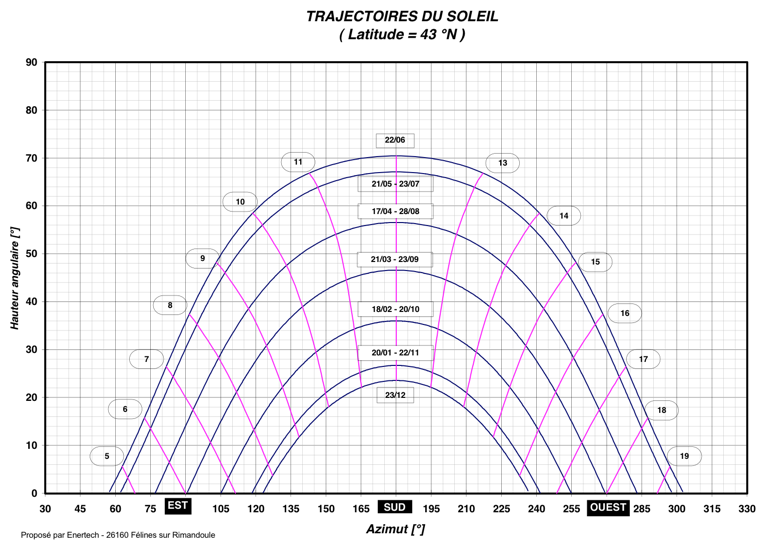 TRAJECTOIRES DU SOLEIL
( Latitude = 43 °N )
90
80
70
60
50
40
30
20
10
0
Hauteur angulaire [°]
22/06
21/05 - 23/07
17/04 - 28/08
21/03 - 23/09
18/02 - 20/10
20/01 - 22/11
23/12
5
6
7
8
9
10
11
13
14
15
16
17
18
19
30 45 60 75 EST 105 120 135 150 165 SUD 195 210 225 240 255 OUEST 285 300 315 330
Azimut [°]
Proposé par Enertech - 26160 Félines sur Rimandoule